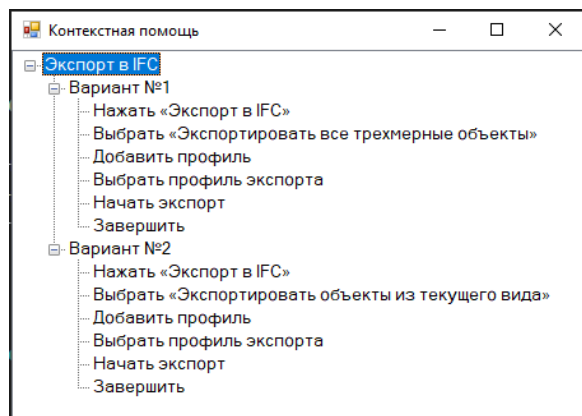 Контекстная помощь
Экспорт в IFC
Вариант №1
Нажать «Экспорт в IFC»
Выбрать «Экспортировать все трехмерные объекты»
Добавить профиль
Выбрать профиль экспорта
Начать экспорт
Завершить
Вариант №2
Нажать «Экспорт в IFC»
Выбрать «Экспортировать объекты из текущего вида»
Добавить профиль
Выбрать профиль экспорта
Начать экспорт
Завершить